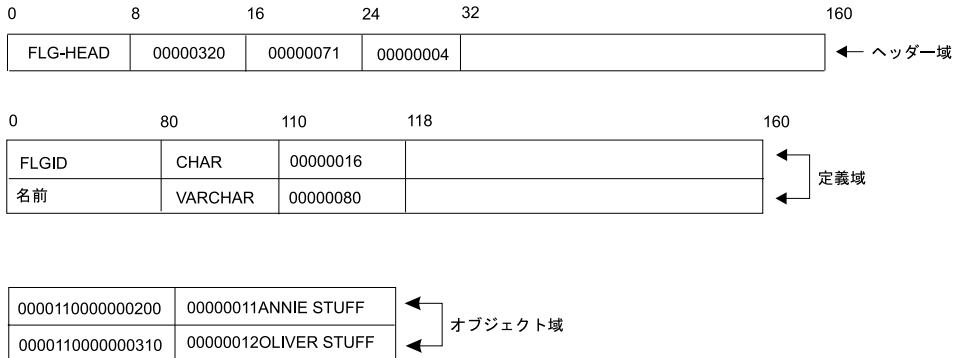 0 8 16 24 32 160
FLG-HEAD 00000320 00000071 00000004
ヘッダー域
0 80 110 118 160
FLGID CHAR 00000016
名前 VARCHAR 00000080
定義域
0000110000000200 00000011ANNIE STUFF
0000110000000310 00000012OLIVER STUFF
オブジェクト域